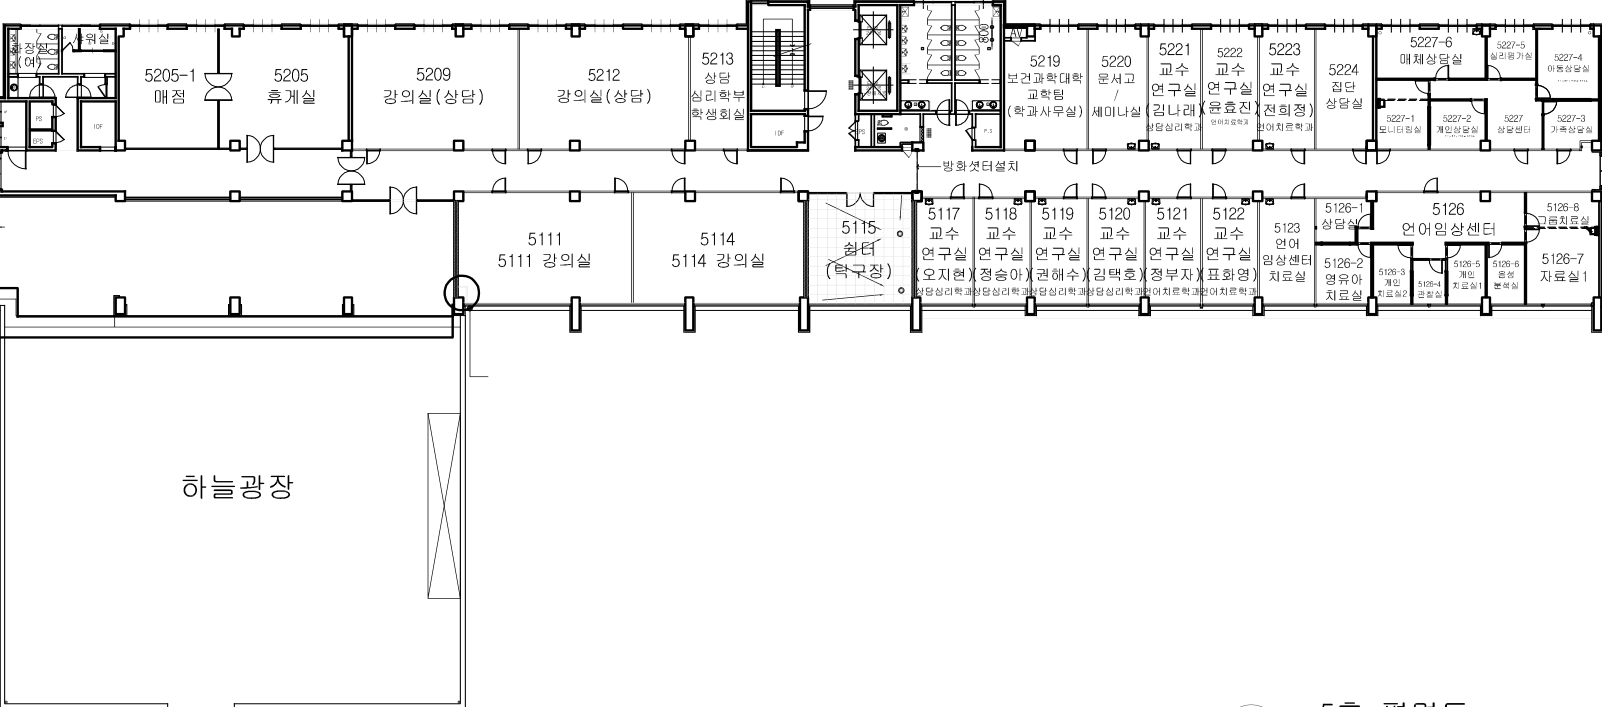 화장실
(여)
샤워실
PS
EPS
IDF
5205-1
매점
5205
휴게실
5209
강의실(상담)
5212
강의실(상담)
5213
상담
심리학부
학생회실
IDF
EPS
P.S
800
AV
5219
보건과학대학
교학팀
(학과사무실)
5220
문서고
/
세미나실
5221
교수
연구실
(김나래)
상담심리학과
5222
교수
연구실
(윤효진)
언어치료학과
5223
교수
연구실
(전희정)
언어치료학과
5224
집단
상담실
5227-6
매체상담실
5227-5
심리평가실
5227-4
아동상담실
5227-1
모니터링실
5227-2
개인상담실
5227
상담센터
5227-3
가족상담실
방화셧터설치
5111
5111 강의실
5114
5114 강의실
5115
쉼터
(탁구장)
5117
교수
연구실
(오지현)
상담심리학과
5118
교수
연구실
(정승아)
상담심리학과
5119
교수
연구실
(권해수)
상담심리학과
5120
교수
연구실
(김택호)
상담심리학과
5121
교수
연구실
(정부자)
언어치료학과
5122
교수
연구실
(표화영)
언어치료학과
5123
언어
임상센터
치료실
5126-1
상담실
5126-2
영유아
치료실
5126
언어임상센터
5126-3
개인
치료실2
5126-4
관찰실
5126-5
개인
치료실1
5126-6
음성
분석실
5126-8
그룹치료실
5126-7
자료실1
하늘광장